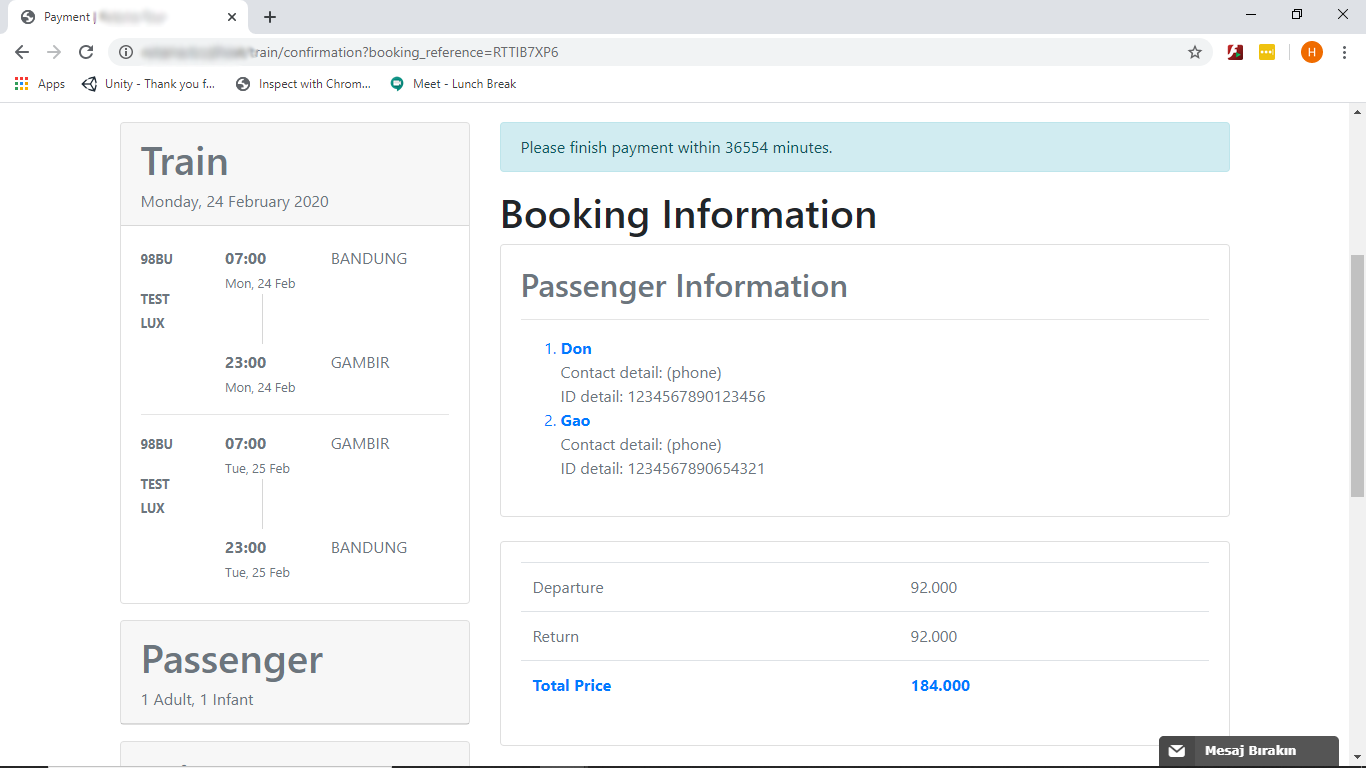 Payment |
train/confirmation?booking_reference=RTTIB7XP6
H
Apps
Unity - Thank you f...
Inspect with Chrom...
Meet - Lunch Break
Train
Monday, 24 February 2020
98BU 07:00 BANDUNG
Mon, 24 Feb
TEST
LUX
23:00 GAMBIR
Mon, 24 Feb
98BU 07:00 GAMBIR
Tue, 25 Feb
TEST
LUX
23:00 BANDUNG
Tue, 25 Feb
Passenger
1 Adult, 1 Infant
Please finish payment within 36554 minutes.
Booking Information
Passenger Information
1. Don
Contact detail: (phone)
ID detail: 1234567890123456
2. Gao
Contact detail: (phone)
ID detail: 1234567890654321
Departure 92.000
Return 92.000
Total Price 184.000
Mesaj Bırakın